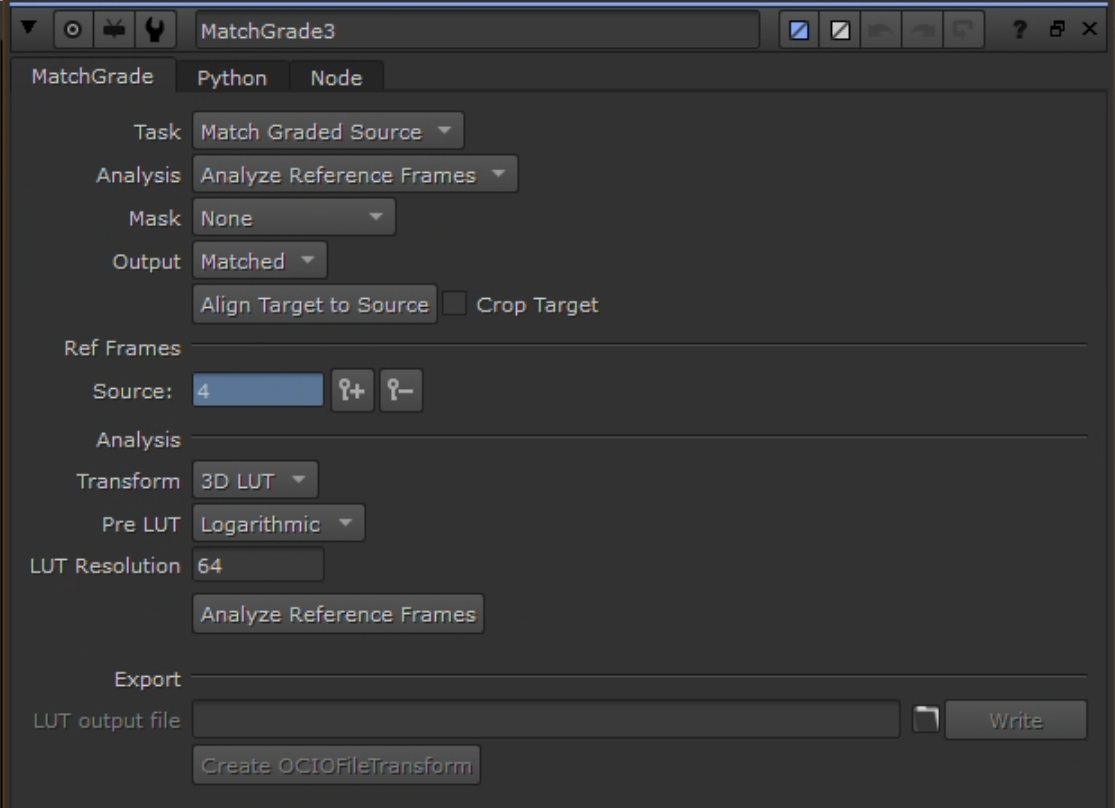 MatchGrade3 ?
MatchGrade Python Node
Task Match Graded Source
Analysis Analyze Reference Frames
Mask None
Output Matched
Align Target to Source Crop Target
Ref Frames
Source: 4
Analysis
Transform 3D LUT
Pre LUT Logarithmic
LUT Resolution 64
Analyze Reference Frames
Export
LUT output file Write
Create OCIOFileTransform